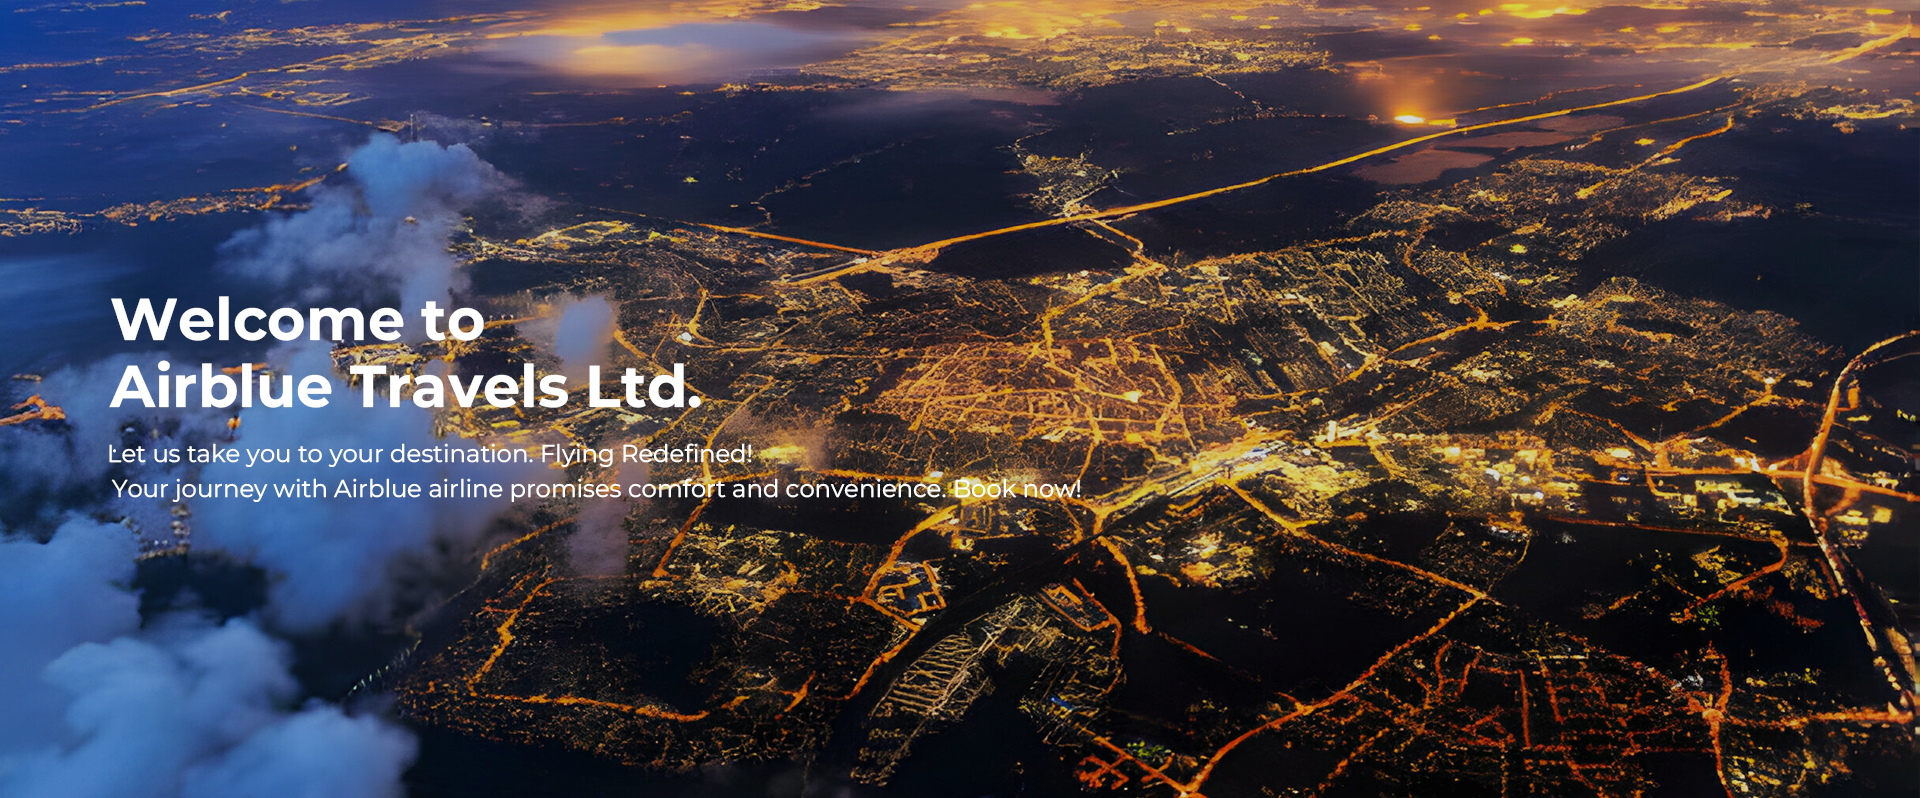 Welcome to
Airblue Travels Ltd.
Let us take you to your destination. Flying Redefined!
Your journey with Airblue airline promises comfort and convenience. Book now!